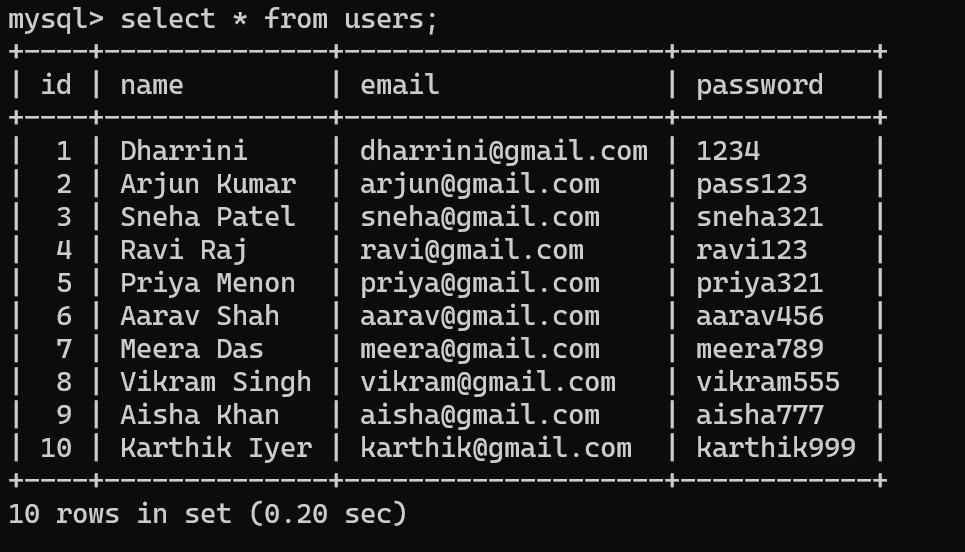 mysql> select * from users;
+----+--------------+--------------------+------------+
| id | name         | email              | password   |
+----+--------------+--------------------+------------+
|  1 | Dharrini     | dharrini@gmail.com | 1234       |
|  2 | Arjun Kumar  | arjun@gmail.com    | pass123    |
|  3 | Sneha Patel  | sneha@gmail.com    | sneha321   |
|  4 | Ravi Raj     | ravi@gmail.com     | ravi123    |
|  5 | Priya Menon  | priya@gmail.com    | priya321   |
|  6 | Aarav Shah   | aarav@gmail.com    | aarav456   |
|  7 | Meera Das    | meera@gmail.com    | meera789   |
|  8 | Vikram Singh | vikram@gmail.com   | vikram555  |
|  9 | Aisha Khan   | aisha@gmail.com    | aisha777   |
| 10 | Karthik Iyer | karthik@gmail.com  | karthik999 |
+----+--------------+--------------------+------------+
10 rows in set (0.20 sec)